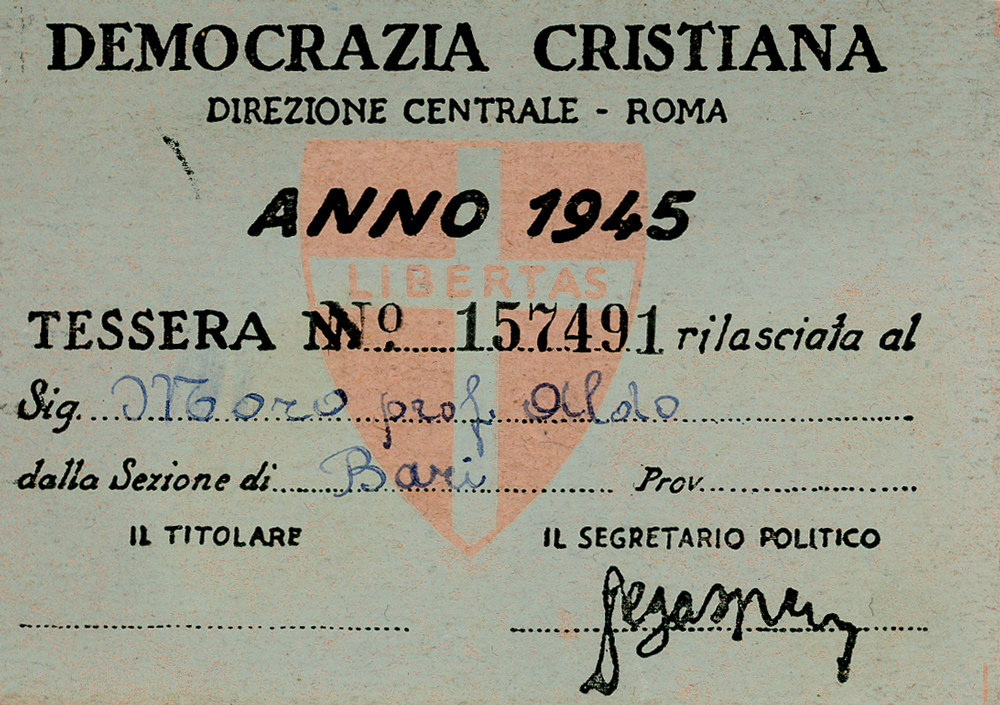 DEMOCRAZIA CRISTIANA
DIREZIONE CENTRALE - ROMA
ANNO 1945
LIBERTAS
TESSERA N Nº 157491 rilasciata al
Sig. Moro prof. Aldo
dalla Sezione di Bari Prov.
IL TITOLARE IL SEGRETARIO POLITICO
Degasperi